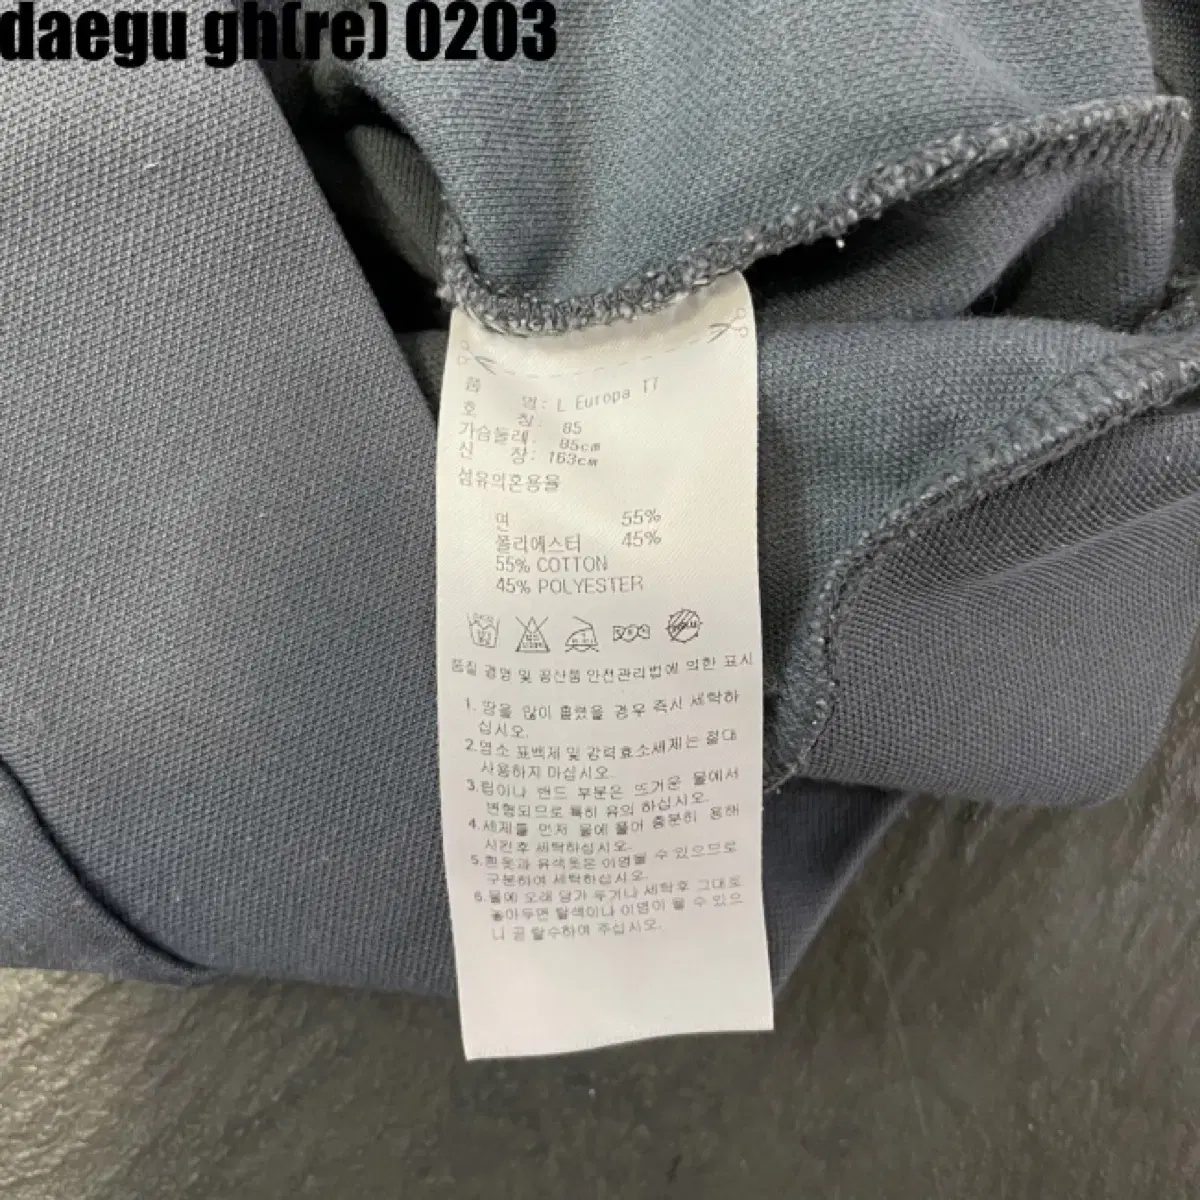 daegu gh(re) 0203
품 명: L Europa T7
호 칭: 85
가슴둘레: 85cm
신 장: 163cm
섬유의혼용율
면 55%
폴리에스터 45%
55% COTTON
45% POLYESTER
품질 경영 및 공산품 안전관리법에 의한 표시
1. 땀을 많이 흘렸을 경우 즉시 세탁하
십시오.
2.염소 표백제 및 강력효소세제는 절대
사용하지 마십시오.
3.립이나 밴드 부분은 뜨거운 물에서
변형되므로 특히 유의 하십시오.
4.세제를 먼저 물에 풀어 충분히 용해
시킨후 세탁하십시오.
5.흰옷과 유색옷은 이염될 수 있으므로
구분하여 세탁하십시오.
6.물에 오래 담가 두거나 세탁후 그대로
놓아두면 탈색이나 이염이 될 수 있으
니 곧 탈수하여 주십시오.